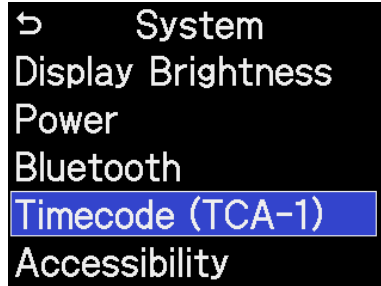 System
Display Brightness
Power
Bluetooth
Timecode (TCA-1)
Accessibility